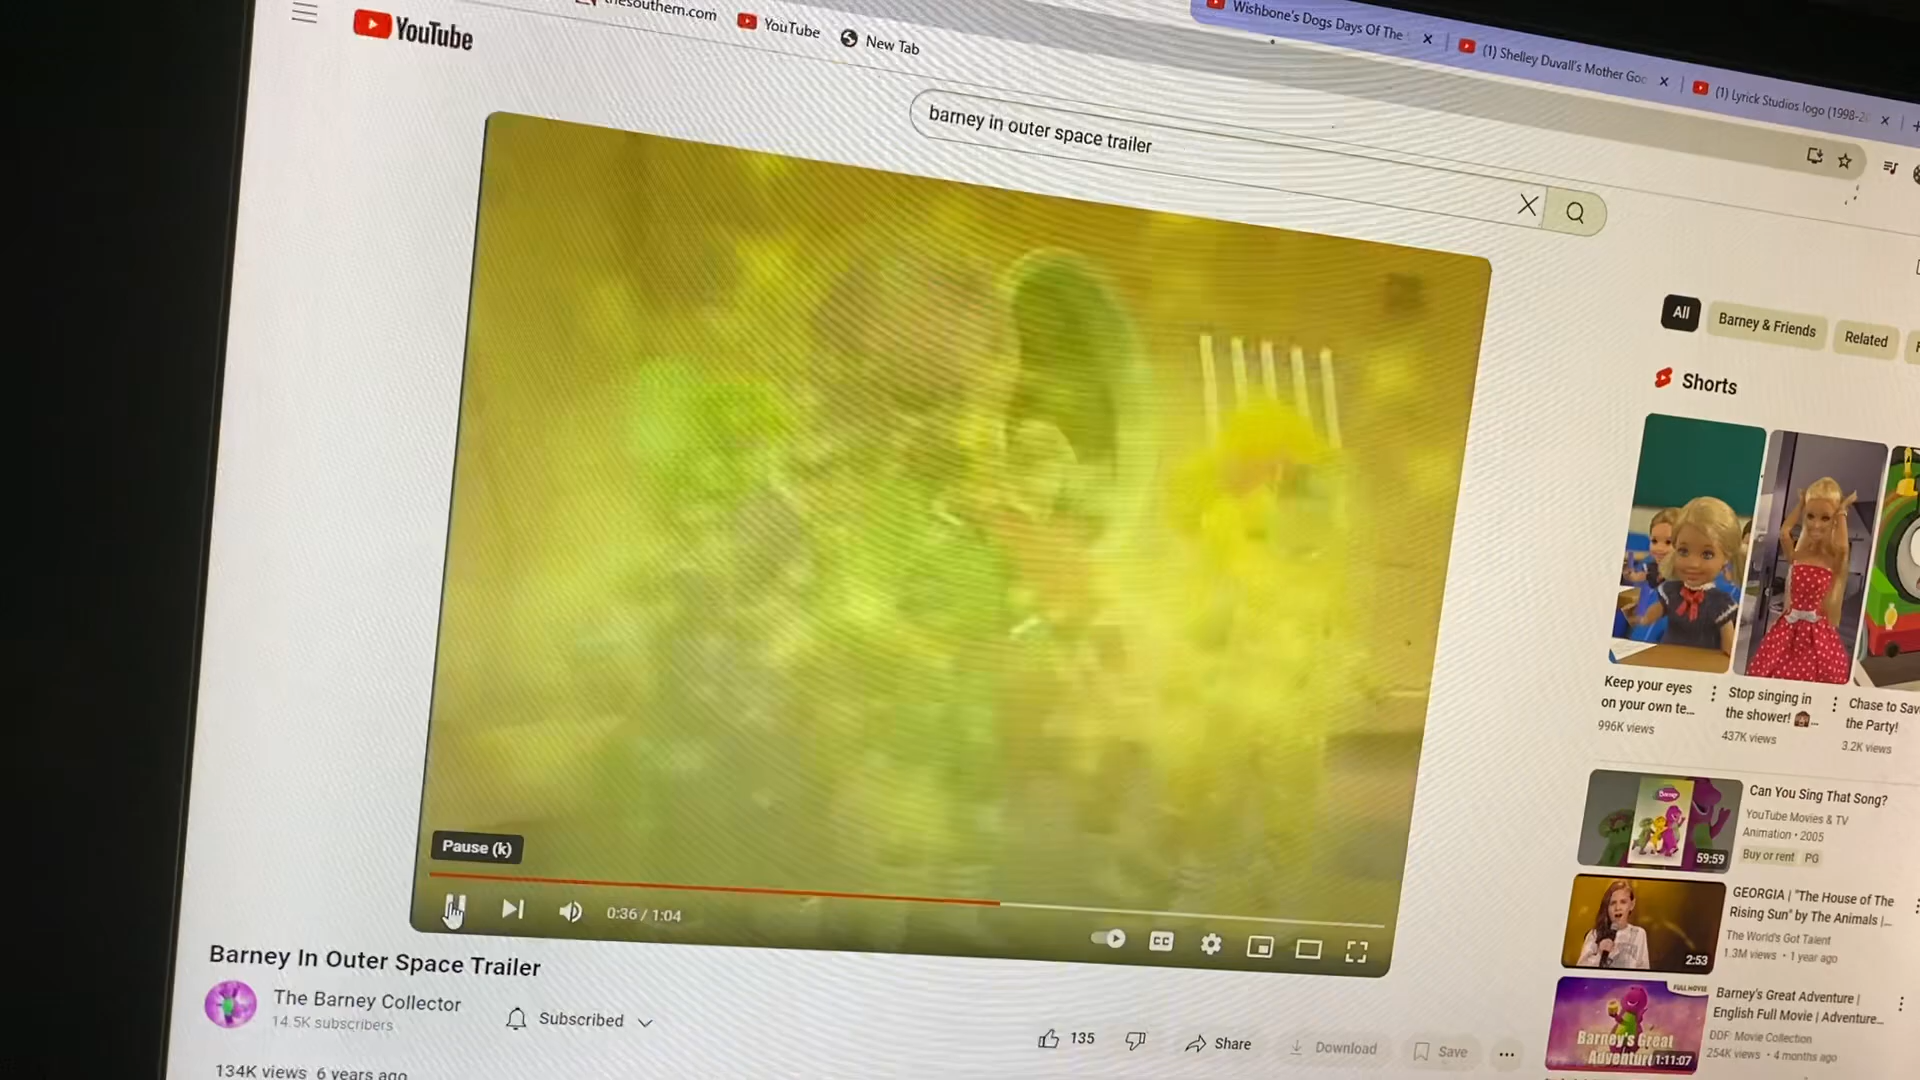 thesouthern.com
YouTube
New Tab
Wishbone's Dogs Days Of The
(1) Shelley Duvall's Mother Goo
(1) Lyrick Studios logo (1998-2
YouTube
barney in outer space trailer
All
Barney & Friends
Related
Shorts
Keep your eyes
on your own te...
996K views
Stop singing in
the shower!
437K views
Chase to Sav
the Party!
3.2K views
Can You Sing That Song?
YouTube Movies & TV
Animation • 2005
Buy or rent
PG
Barney
59:59
GEORGIA | "The House of The
Rising Sun" by The Animals |...
The World's Got Talent
1.3M views • 1 year ago
2:53
FULL MOVIE
Barney's Great
Adventure
1:11:07
Barney's Great Adventure |
English Full Movie | Adventure...
DDF: Movie Collection
254K views • 4 months ago
Pause (k)
0:36 / 1:04
CC
Barney In Outer Space Trailer
The Barney Collector
14.5K subscribers
Subscribed
135
Share
Download
Save
134K views 6 years ago